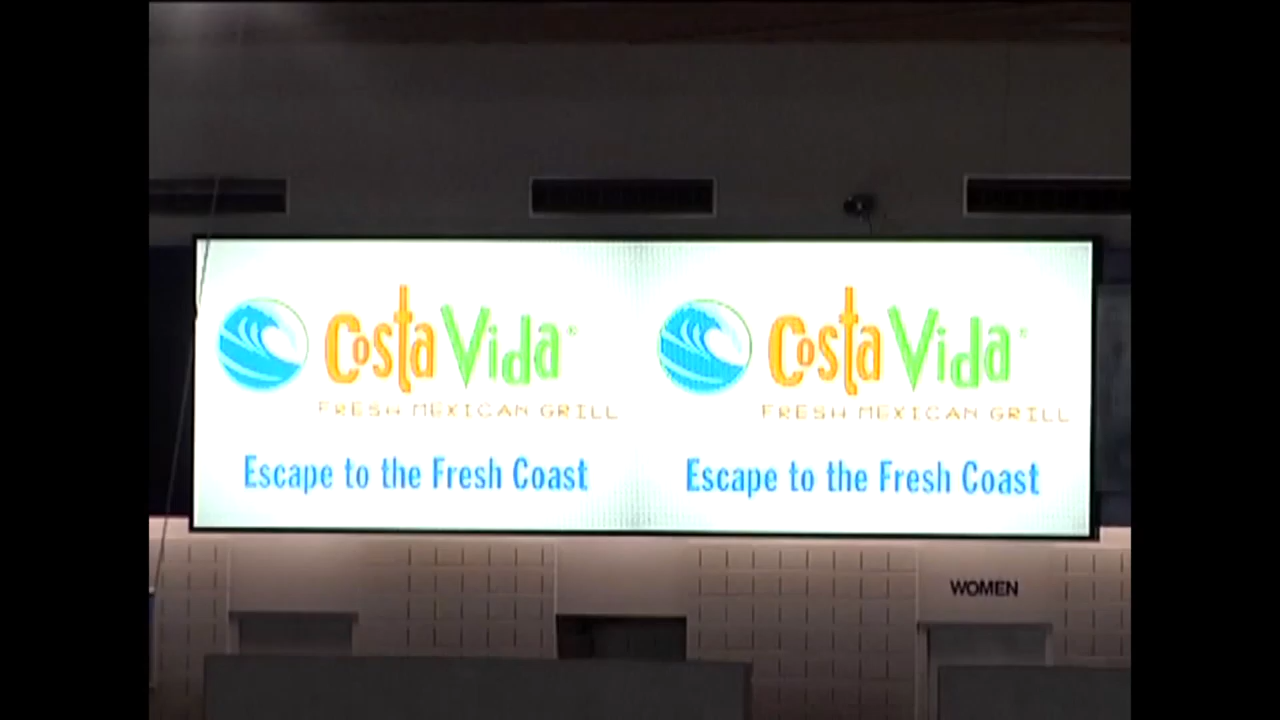 Costa Vida®
FRESH MEXICAN GRILL
Escape to the Fresh Coast
Costa Vida®
FRESH MEXICAN GRILL
Escape to the Fresh Coast
WOMEN